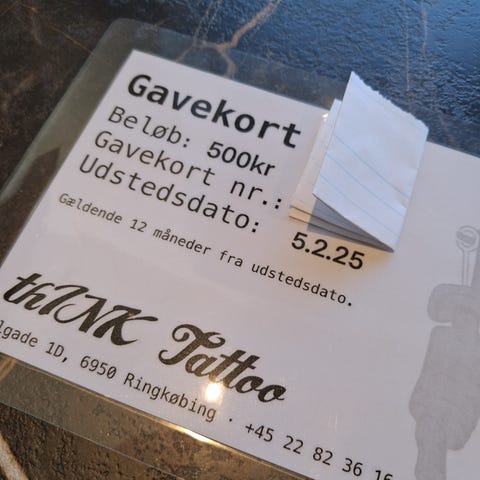 Gavekort
Beløb: 500kr
Gavekort nr.:
Udstedsdato: 5.2.25
Gældende 12 måneder fra udstedsdato.
thINK Tattoo
lgade 1D, 6950 Ringkøbing · +45 22 82 36 16